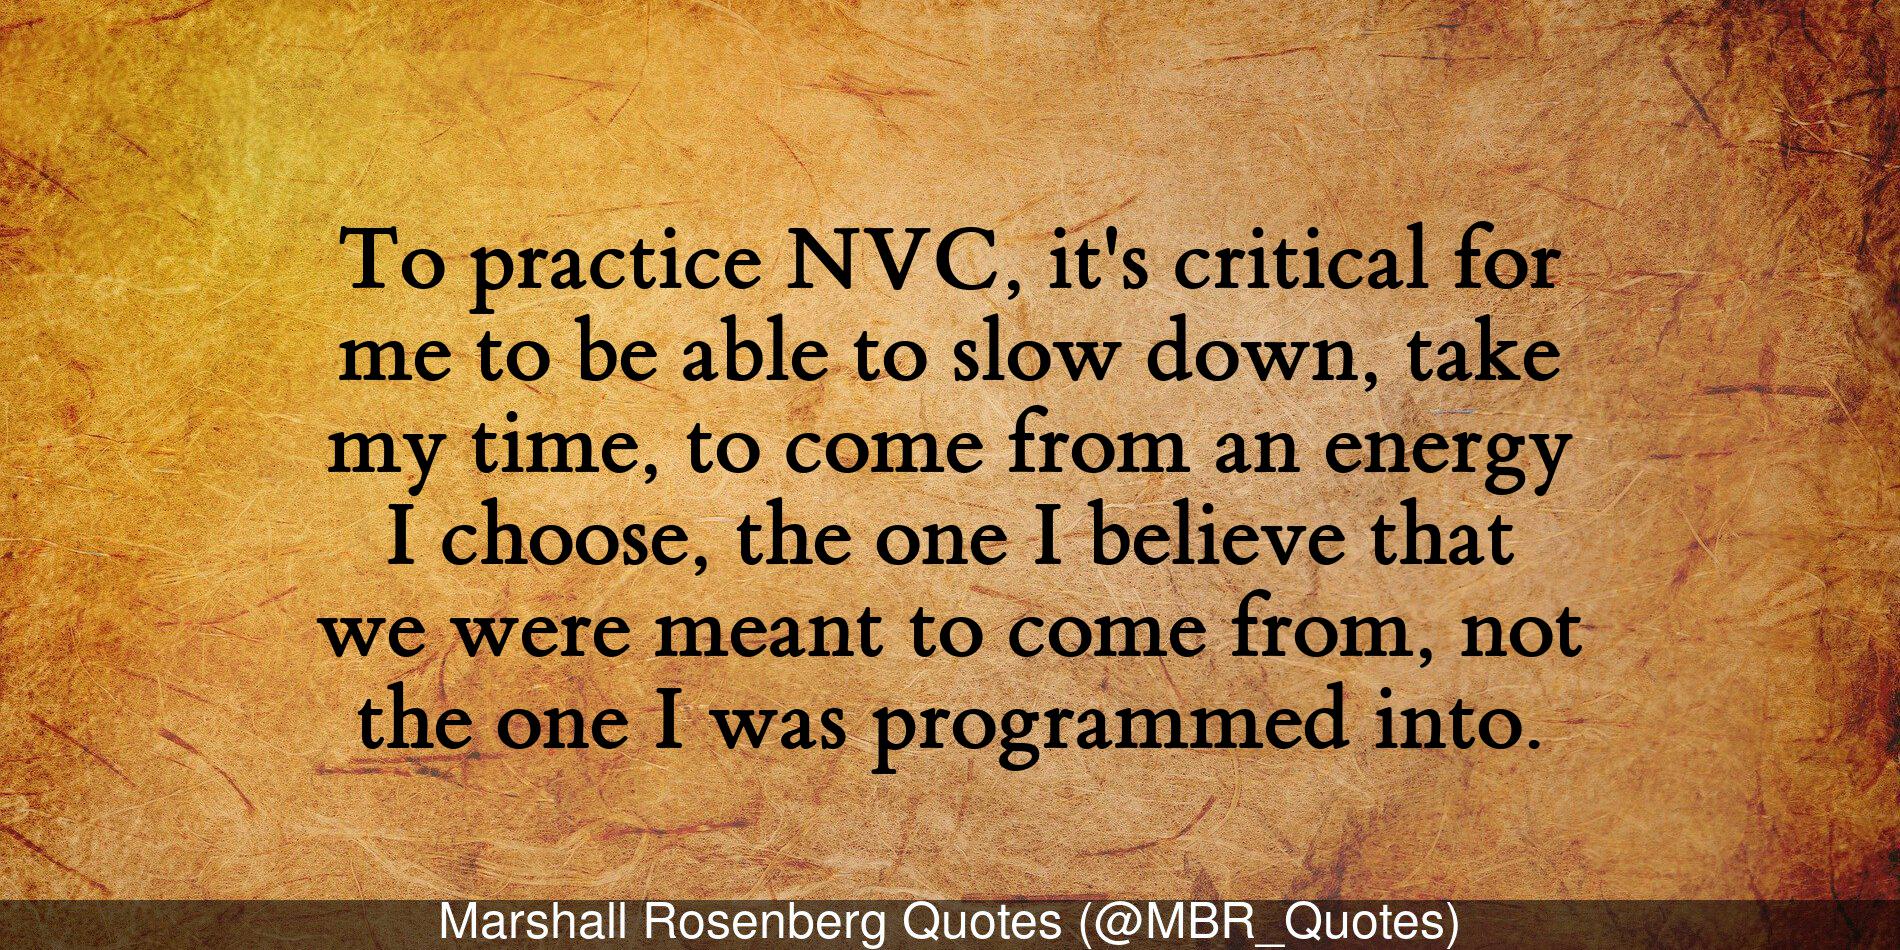 To practice NVC, it's critical for
me to be able to slow down, take
my time, to come from an energy
I choose, the one I believe that
we were meant to come from, not
the one I was programmed into.
Marshall Rosenberg Quotes (@MBR_Quotes)